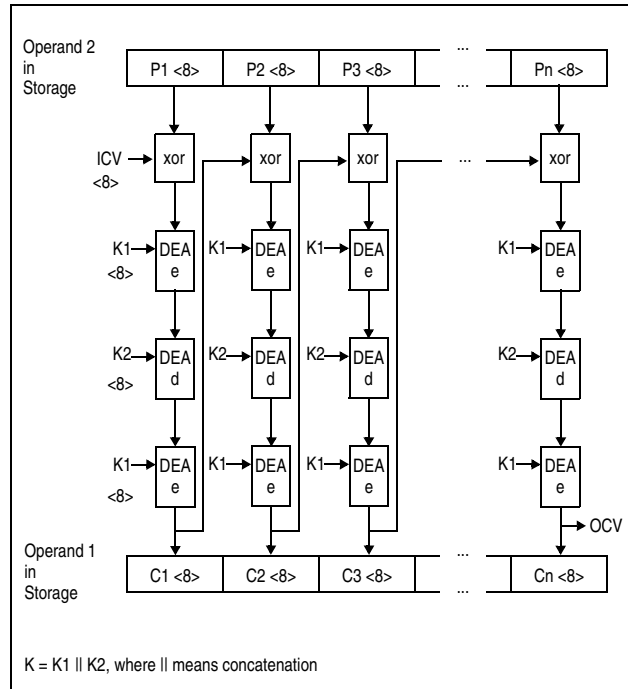 Operand 2
in
Storage
...
P1 <8> P2 <8> P3 <8> Pn <8>
...
ICV
<8>
xor xor xor ... xor
K1 DEA e K1 DEA e K1 DEA e K1 DEA e
<8>
K2 DEA d K2 DEA d K2 DEA d K2 DEA d
<8>
K1 DEA e K1 DEA e K1 DEA e K1 DEA e
<8>
OCV
Operand 1
in
Storage
...
C1 <8> C2 <8> C3 <8> Cn <8>
...
K = K1 || K2, where || means concatenation